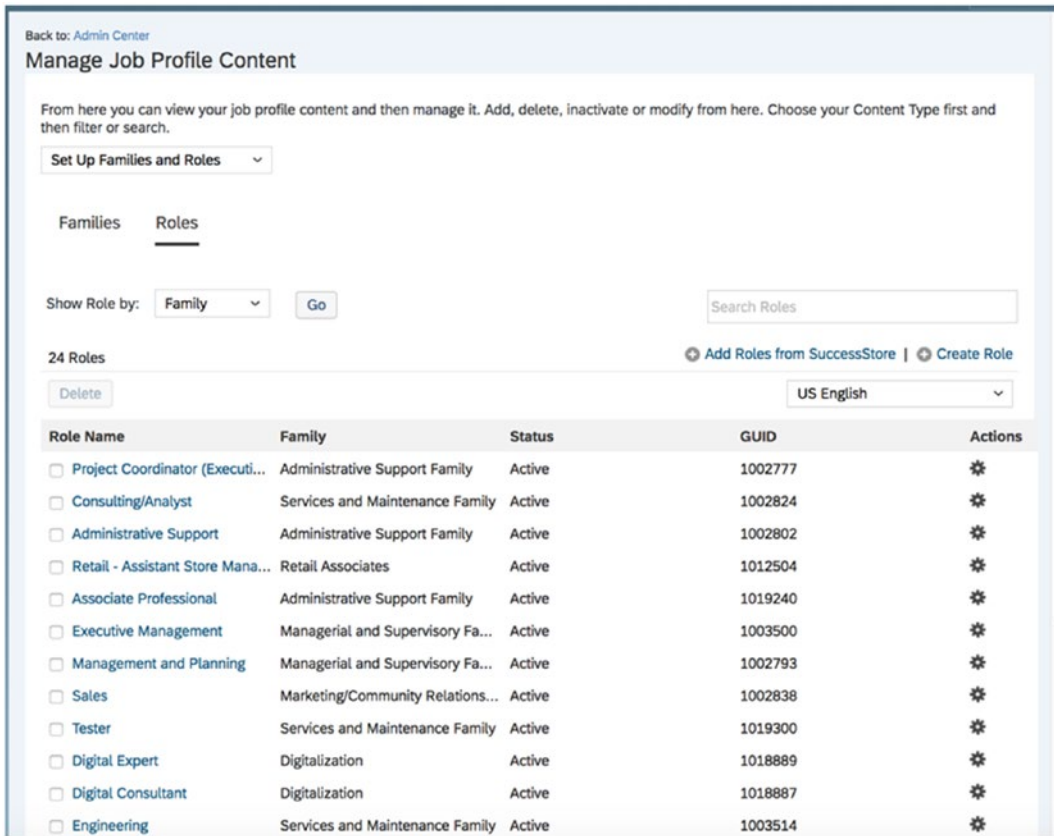 Back to: Admin Center
Manage Job Profile Content
From here you can view your job profile content and then manage it. Add, delete, inactivate or modify from here. Choose your Content Type first and
then filter or search.
Set Up Families and Roles
Families Roles
Show Role by: Family Go Search Roles
24 Roles Add Roles from SuccessStore | Create Role
Delete US English
Role Name Family Status GUID Actions
Project Coordinator (Executi... Administrative Support Family Active 1002777
Consulting/Analyst Services and Maintenance Family Active 1002824
Administrative Support Administrative Support Family Active 1002802
Retail - Assistant Store Mana... Retail Associates Active 1012504
Associate Professional Administrative Support Family Active 1019240
Executive Management Managerial and Supervisory Fa... Active 1003500
Management and Planning Managerial and Supervisory Fa... Active 1002793
Sales Marketing/Community Relations... Active 1002838
Tester Services and Maintenance Family Active 1019300
Digital Expert Digitalization Active 1018889
Digital Consultant Digitalization Active 1018887
Engineering Services and Maintenance Family Active 1003514